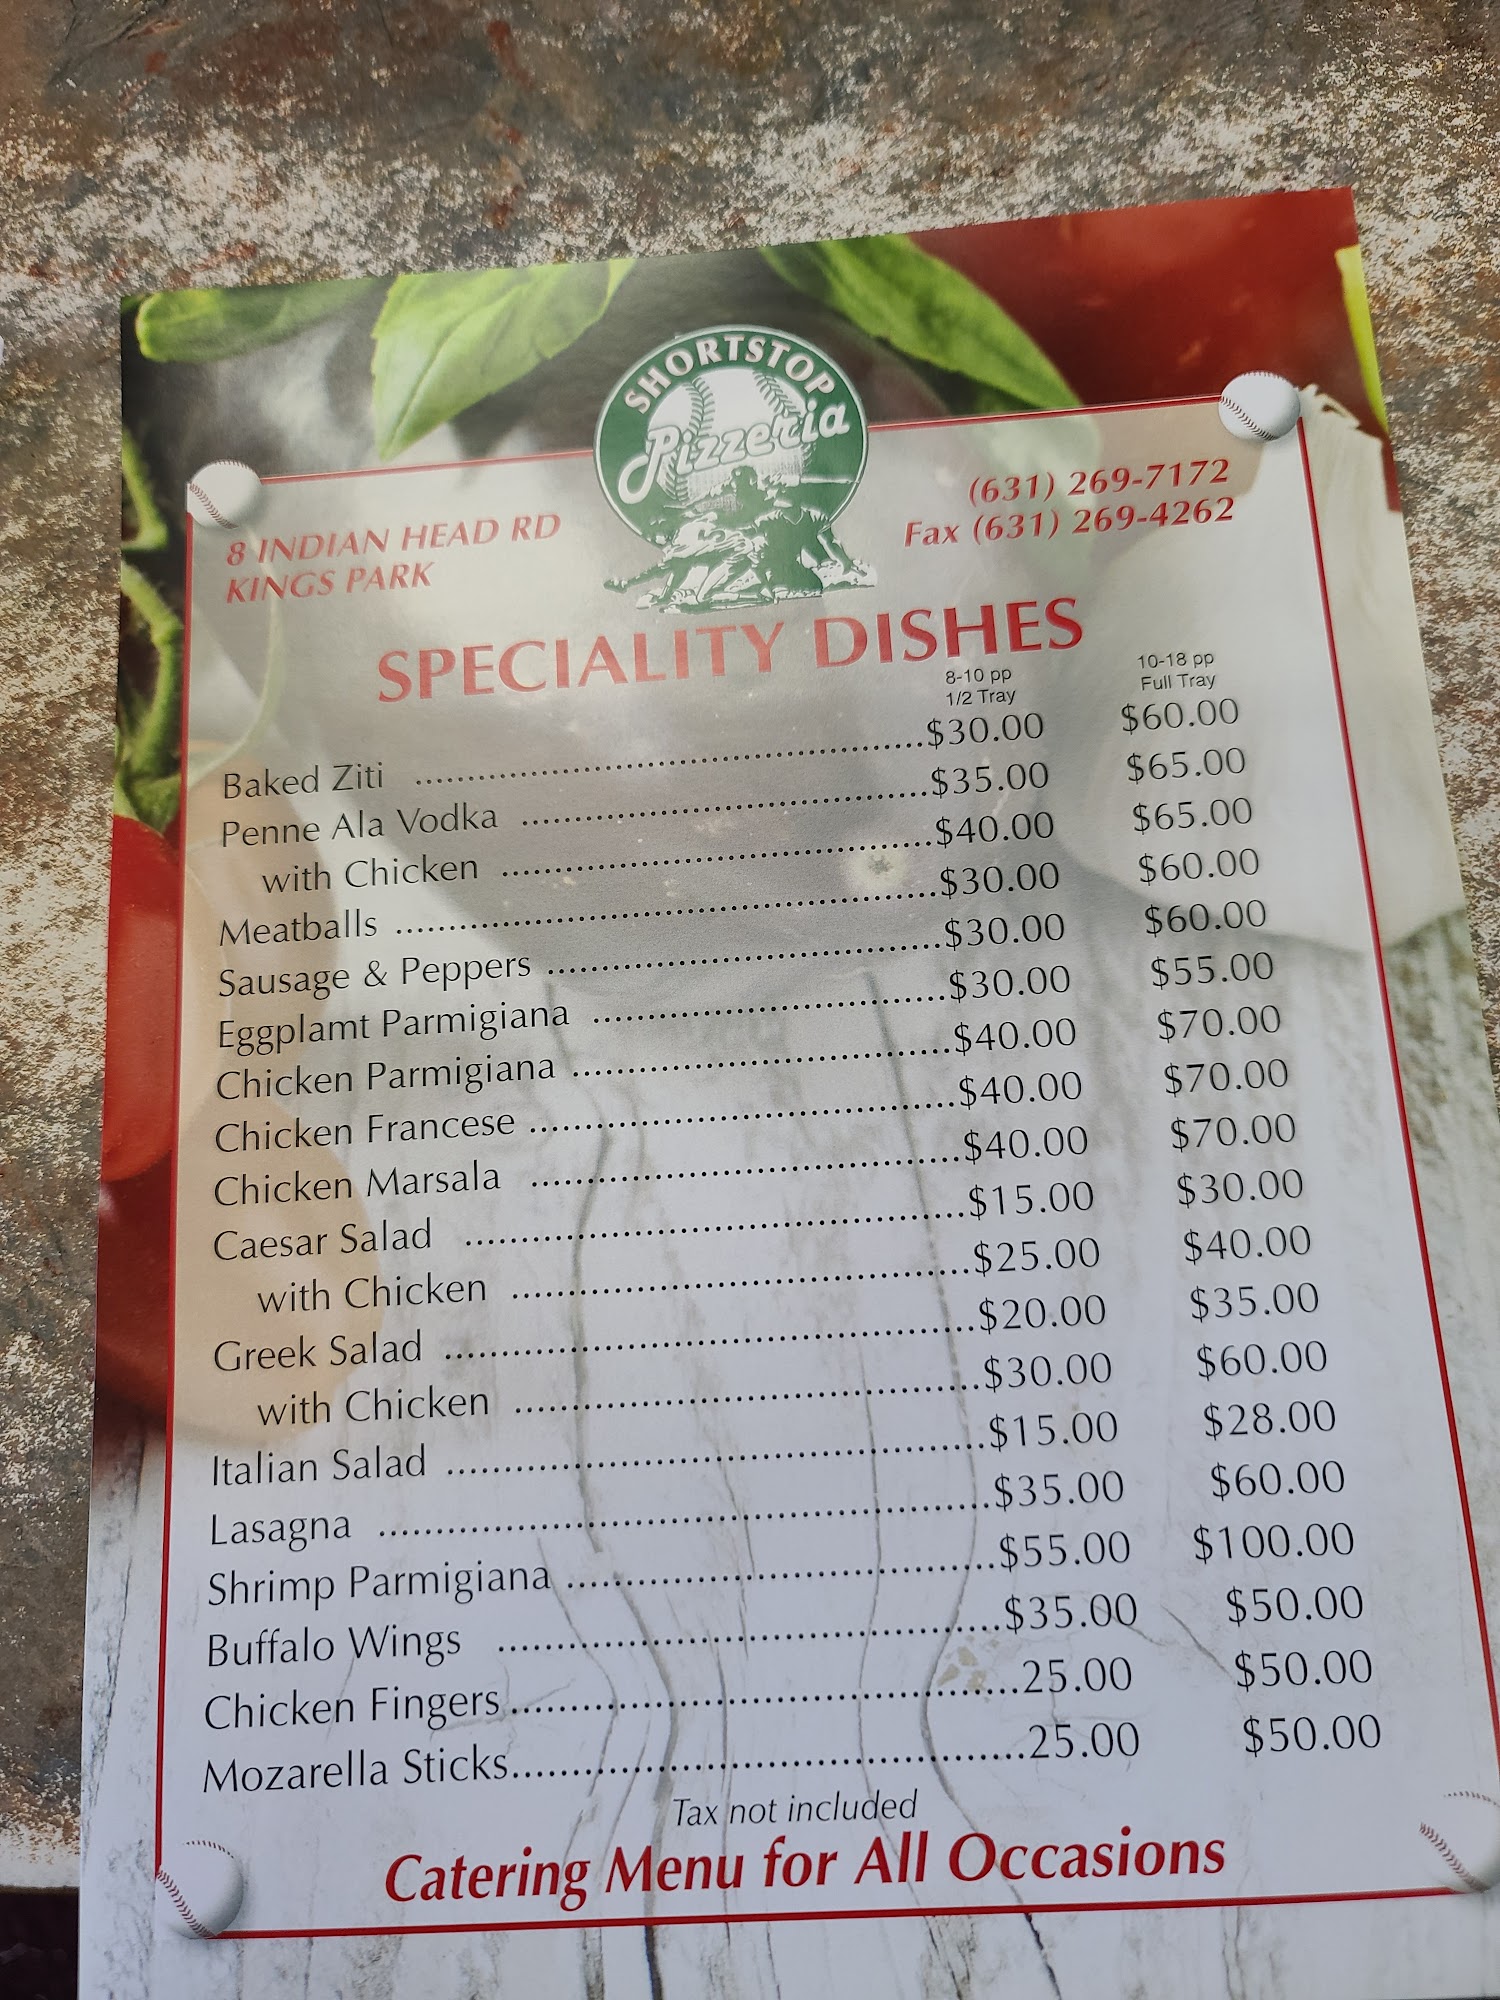 SHORTSTOP
Pizzeria
8 INDIAN HEAD RD
KINGS PARK
(631) 269-7172
Fax (631) 269-4262
SPECIALITY DISHES
8-10 pp 10-18 pp
1/2 Tray Full Tray
Baked Ziti $30.00 $60.00
Penne Ala Vodka $35.00 $65.00
with Chicken $40.00 $65.00
Meatballs $30.00 $60.00
Sausage & Peppers $30.00 $60.00
Eggplamt Parmigiana $30.00 $55.00
Chicken Parmigiana $40.00 $70.00
Chicken Francese $40.00 $70.00
Chicken Marsala $40.00 $70.00
Caesar Salad $15.00 $30.00
with Chicken $25.00 $40.00
Greek Salad $20.00 $35.00
with Chicken $30.00 $60.00
Italian Salad $15.00 $28.00
Lasagna $35.00 $60.00
Shrimp Parmigiana $55.00 $100.00
Buffalo Wings $35.00 $50.00
Chicken Fingers 25.00 $50.00
Mozarella Sticks 25.00 $50.00
Tax not included
Catering Menu for All Occasions